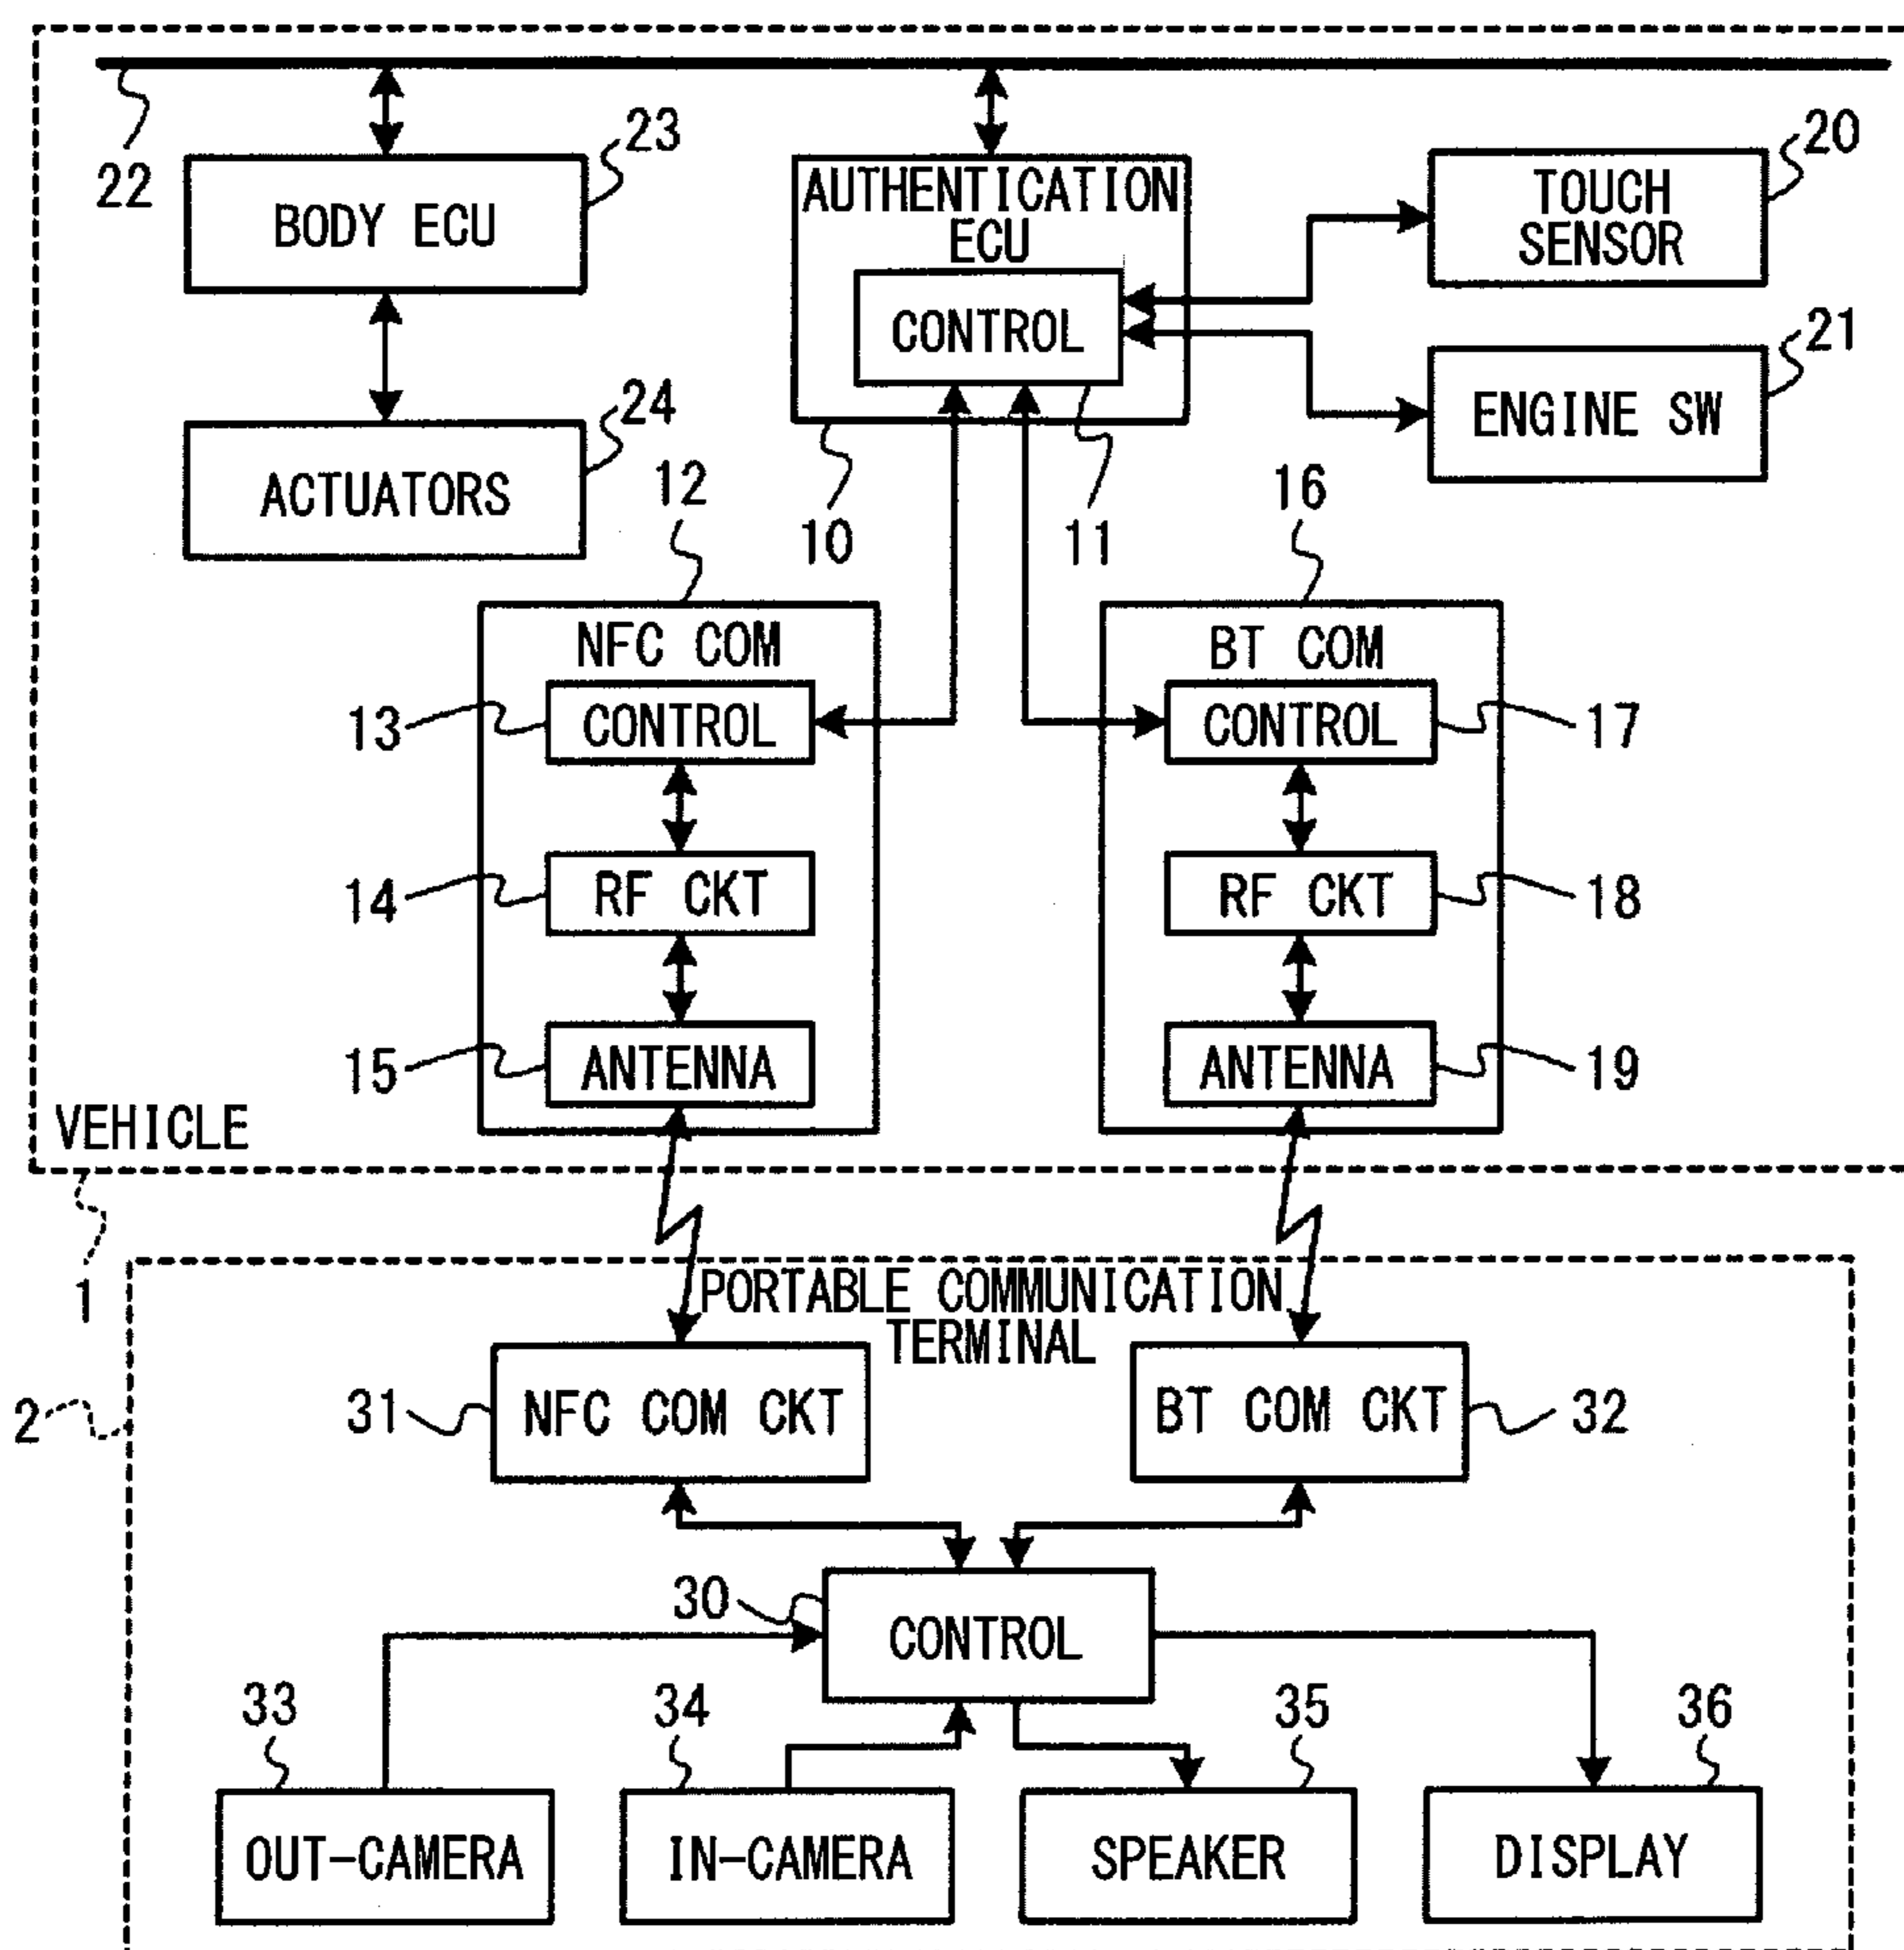 22
BODY ECU
23
AUTHENTICATION
ECU
CONTROL
TOUCH
SENSOR
20
ENGINE SW
21
ACTUATORS
24
10
11
12
NFC COM
13
CONTROL
14
RF CKT
15
ANTENNA
16
BT COM
CONTROL
17
RF CKT
18
ANTENNA
19
VEHICLE
1
PORTABLE COMMUNICATION
TERMINAL
2
31
NFC COM CKT
BT COM CKT
32
30
CONTROL
33
OUT-CAMERA
34
IN-CAMERA
35
SPEAKER
36
DISPLAY